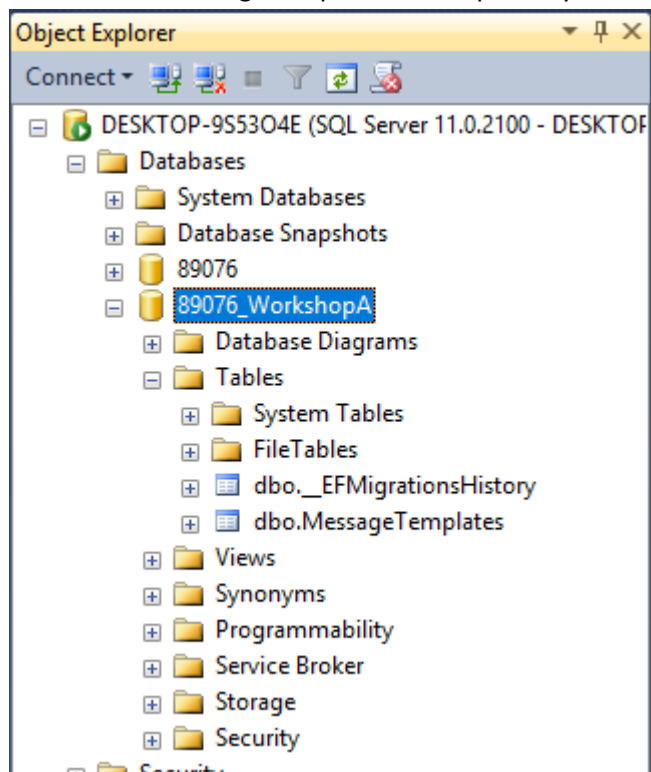 Object Explorer
Connect
DESKTOP-9S53O4E (SQL Server 11.0.2100 - DESKTOP
Databases
System Databases
Database Snapshots
89076
89076_WorkshopA
Database Diagrams
Tables
System Tables
FileTables
dbo.__EFMigrationsHistory
dbo.MessageTemplates
Views
Synonyms
Programmability
Service Broker
Storage
Security
Security